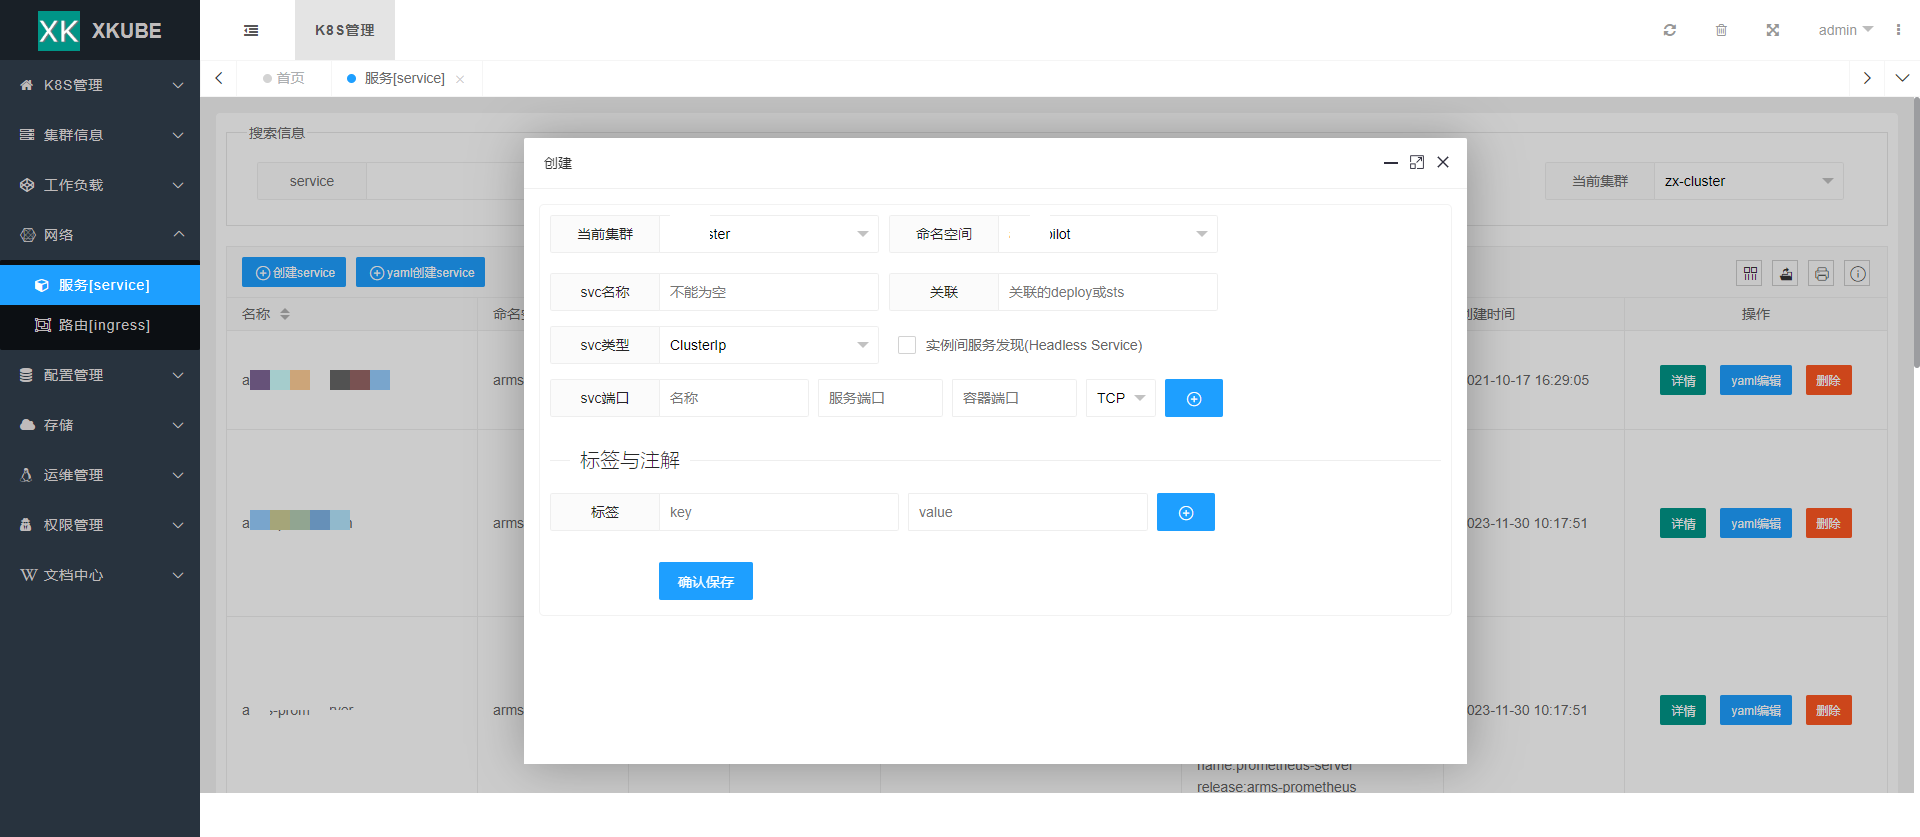 XK XKUBE
K8S管理
admin
K8S管理
集群信息
工作负载
网络
服务[service]
路由[ingress]
配置管理
存储
运维管理
权限管理
文档中心
首页
服务[service]
搜索信息
service
当前集群
zx-cluster
创建service
yaml创建service
名称
命名
创建时间
操作
a
arms
021-10-17 16:29:05
详情
yaml编辑
删除
a
arms
023-11-30 10:17:51
详情
yaml编辑
删除
a
arms
023-11-30 10:17:51
详情
yaml编辑
删除
name:prometheus-server
release:arms-prometheus
创建
当前集群
ster
命名空间
pilot
svc名称
不能为空
关联
关联的deploy或sts
svc类型
ClusterIp
实例间服务发现(Headless Service)
svc端口
名称
服务端口
容器端口
TCP
标签与注解
标签
key
value
确认保存